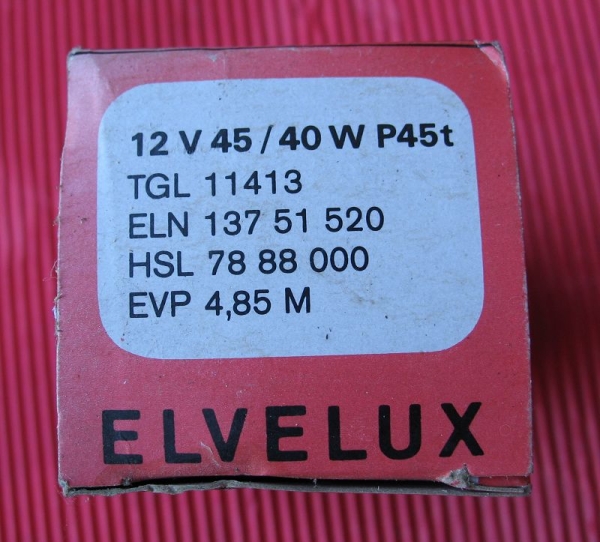 12 V 45 / 40 W P45t
TGL 11413
ELN 137 51 520
HSL 78 88 000
EVP 4,85 M
ELVELUX